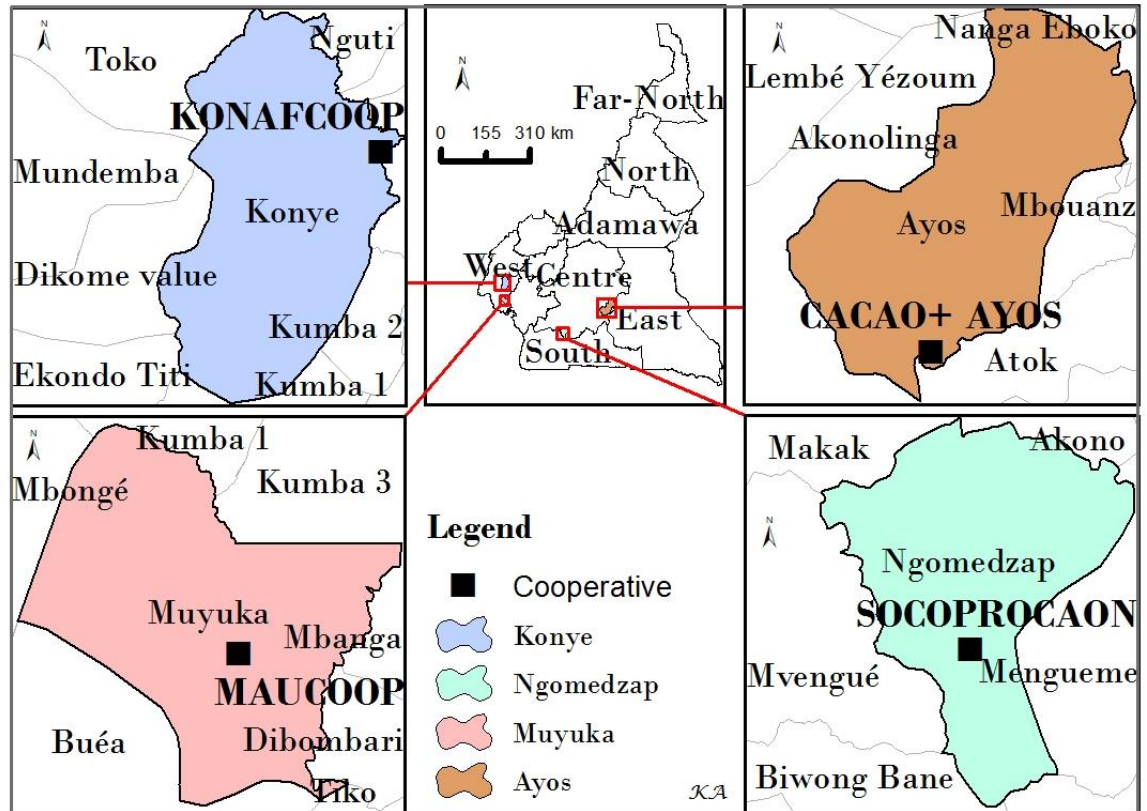 N
Nguti
Toko
KONAFCOOP
Mundemba
Konye
Dikome value
Kumba 2
Ekondo Titi
Kumba 1
N
0 155 310 km
Far-North
North
Adamawa
West
Centre
East
South
N
Nanga Eboko
Lembé Yézoum
Akonolinga
Mbouanz
Ayos
CACAO+ AYOS
Atok
N
Kumba 1
Mbongé
Kumba 3
Muyuka
Mbanga
MAUCOOP
Buéa
Dibombari
Tiko
Legend
Cooperative
Konye
Ngomedzap
Muyuka
Ayos
KA
Makak
Akono
N
Ngomedzap
SOCOPROCAON
Mvengué
Mengueme
Biwong Bane